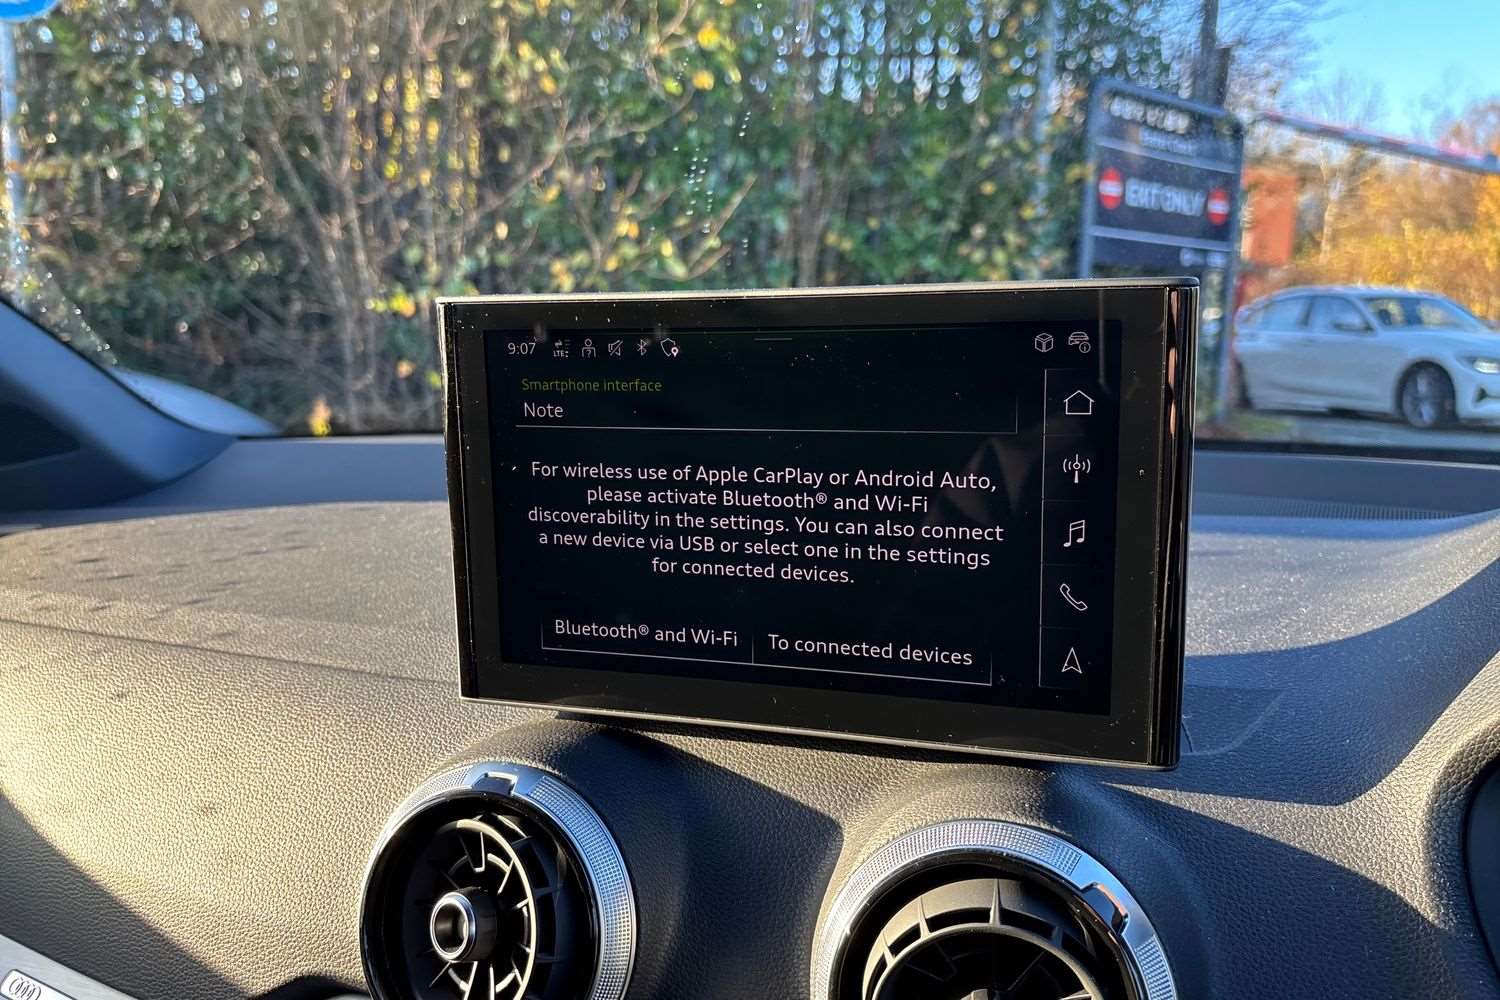 EXIT ONLY
9:07
LTE
Smartphone interface
Note
For wireless use of Apple CarPlay or Android Auto,
please activate Bluetooth® and Wi-Fi
discoverability in the settings. You can also connect
a new device via USB or select one in the settings
for connected devices.
Bluetooth® and Wi-Fi
To connected devices